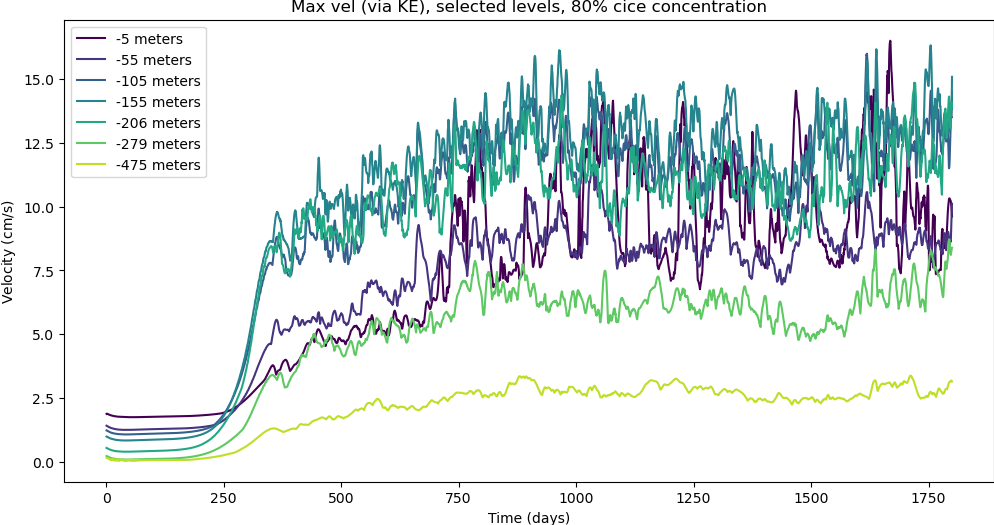 Max vel (via KE), selected levels, 80% cice concentration
-5 meters
-55 meters
-105 meters
-155 meters
-206 meters
-279 meters
-475 meters
Velocity (cm/s)
15.0
12.5
10.0
7.5
5.0
2.5
0.0
0 250 500 750 1000 1250 1500 1750
Time (days)